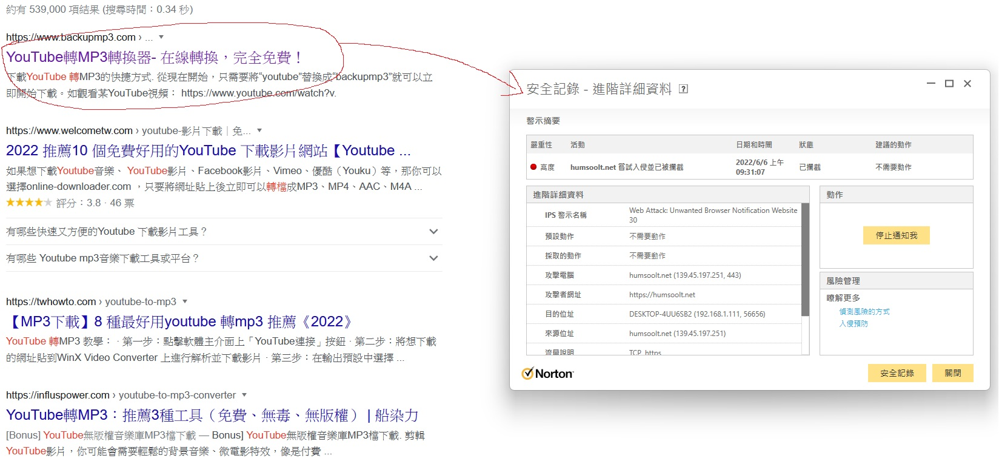 約有 539,000 項結果 (搜尋時間：0.34 秒)
https://www.backupmp3.com › ...
YouTube轉MP3轉換器- 在線轉換，完全免費！
下載YouTube 轉MP3的快捷方式. 從現在開始，只需要將“youtube”替換成“backupmp3”就可以立
即開始下載。如觀看某YouTube視頻： https://www.youtube.com/watch?v.
https://www.welcometw.com › youtube-影片下載｜免...
2022 推薦10 個免費好用的YouTube 下載影片網站【Youtube ...
如果想下載Youtube音樂、 YouTube影片、Facebook影片、Vimeo、優酷（Youku）等，那你可以
選擇online-downloader.com ，只要將網址貼上後立即可以轉檔成MP3、MP4、AAC、M4A ...
評分：3.8 · 46 票
有哪些快速又方便的Youtube 下載影片工具？
有哪些 Youtube mp3音樂下載工具或平台？
https://twhowto.com › youtube-to-mp3
【MP3下載】8 種最好用youtube 轉mp3 推薦《2022》
YouTube 轉MP3 教學： · 第一步：點擊軟體主介面上「YouTube連接」按鈕 · 第二步：將想下載
的網址貼到WinX Video Converter 上進行解析並下載影片 · 第三步：在輸出預設中選擇 ...
https://influspower.com › youtube-to-mp3-converter
YouTube轉MP3：推薦3種工具（免費、無毒、無版權） | 船染力
[Bonus] YouTube無版權音樂庫MP3檔下載 — Bonus] YouTube無版權音樂庫MP3檔下載. 剪輯
YouTube影片，你可能會需要輕鬆的背景音樂、微電影特效，像是付費 ...
安全記錄 - 進階詳細資料 ?
警示摘要
嚴重性 活動 日期和時間 狀態 建議的動作
高度 humsoolt.net 嘗試入侵並已被攔截 2022/6/6 上午 已攔截 不需要動作
09:31:07
進階詳細資料
IPS 警示名稱 Web Attack: Unwanted Browser Notification Website
30
預設動作 不需要動作
採取的動作 不需要動作
攻擊電腦 humsoolt.net (139.45.197.251, 443)
攻擊者網址 https://humsoolt.net
目的位址 DESKTOP-4UU6SB2 (192.168.1.111, 56656)
來源位址 humsoolt.net (139.45.197.251)
流量說明 TCP, https
動作
停止通知我
風險管理
瞭解更多
偵測風險的方式
入侵預防
Norton
安全記錄 關閉